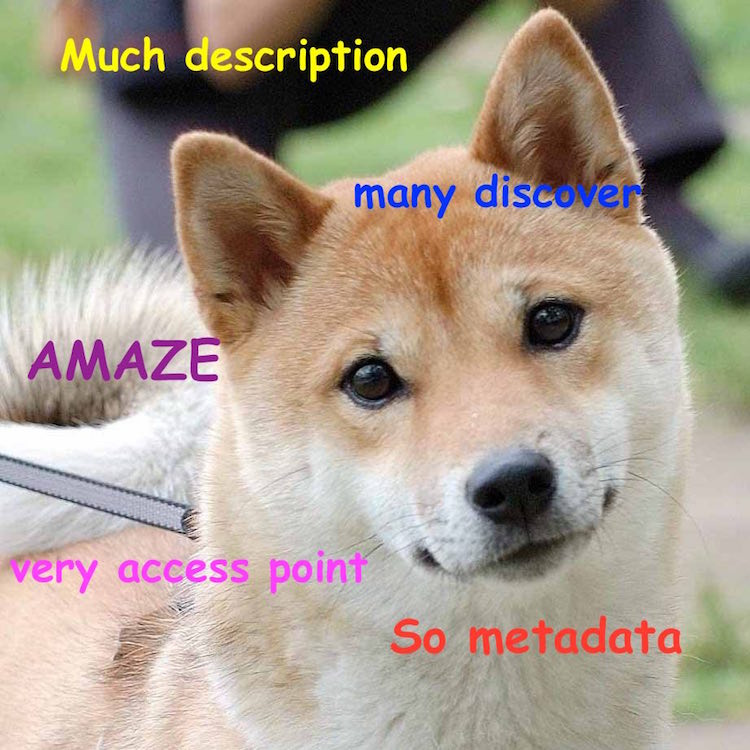 Much description
many discover
AMAZE
very access point
So metadata